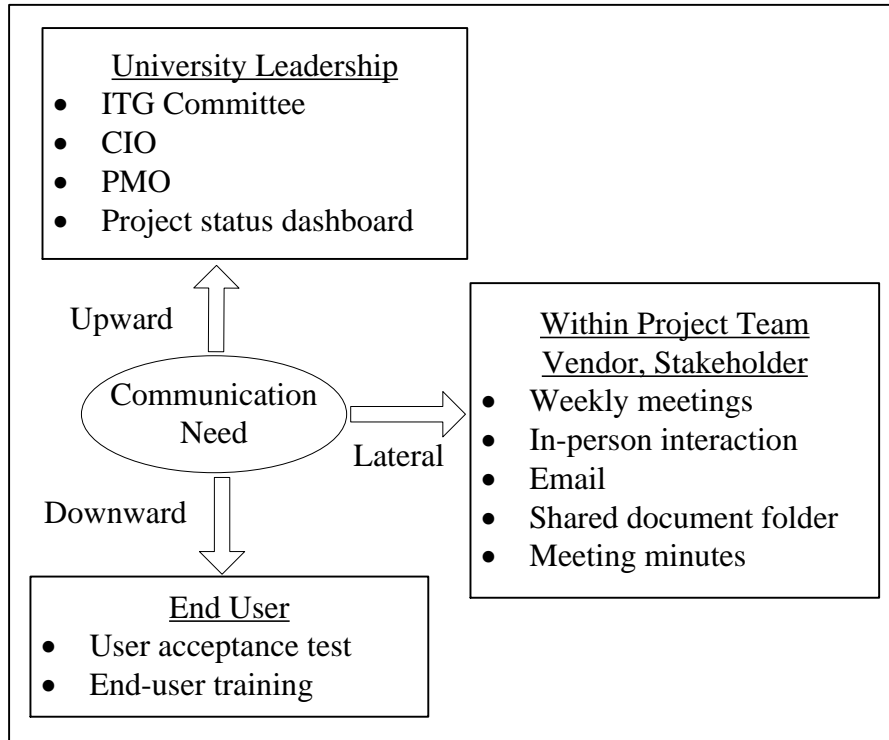 University Leadership
• ITG Committee
• CIO
• PMO
• Project status dashboard
Upward
Communication
Need
Lateral
Within Project Team
Vendor, Stakeholder
• Weekly meetings
• In-person interaction
• Email
• Shared document folder
• Meeting minutes
Downward
End User
• User acceptance test
• End-user training